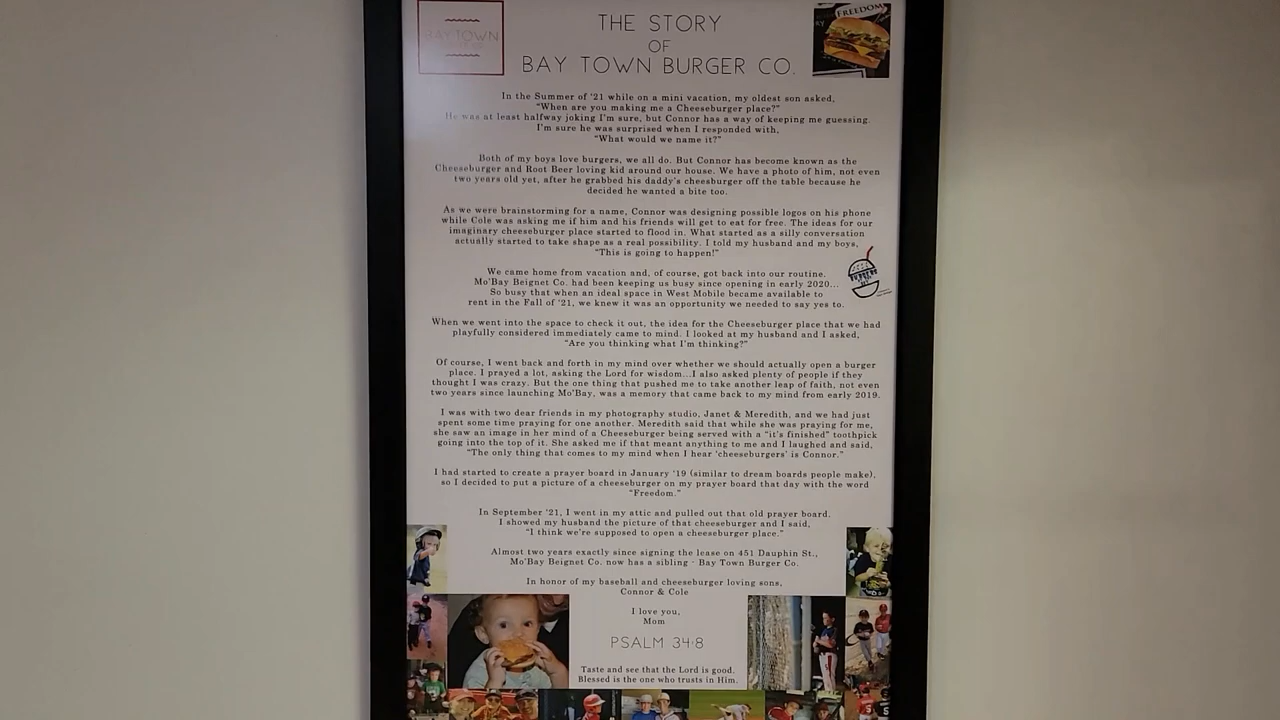 BAY TOWN
THE STORY
OF
BAY TOWN BURGER CO.
FREEDOM
In the Summer of '21 while on a mini vacation, my oldest son asked,
"When are you making me a Cheeseburger place?"
He was at least halfway joking I'm sure, but Connor has a way of keeping me guessing.
I'm sure he was surprised when I responded with,
"What would we name it?"
Both of my boys love burgers, we all do. But Connor has become known as the
Cheeseburger and Root Beer loving kid around our house. We have a photo of him, not even
two years old yet, after he grabbed his daddy's cheesburger off the table because he
decided he wanted a bite too.
As we were brainstorming for a name, Connor was designing possible logos on his phone
while Cole was asking me if him and his friends will get to eat for free. The ideas for our
imaginary cheeseburger place started to flood in. What started as a silly conversation
actually started to take shape as a real possibility. I told my husband and my boys,
"This is going to happen!"
We came home from vacation and, of course, got back into our routine.
Mo'Bay Beignet Co. had been keeping us busy since opening in early 2020...
So busy that when an ideal space in West Mobile became available to
rent in the Fall of '21, we knew it was an opportunity we needed to say yes to.
When we went into the space to check it out, the idea for the Cheeseburger place that we had
playfully considered immediately came to mind. I looked at my husband and I asked,
"Are you thinking what I'm thinking?"
Of course, I went back and forth in my mind over whether we should actually open a burger
place. I prayed a lot, asking the Lord for wisdom...I also asked plenty of people if they
thought I was crazy. But the one thing that pushed me to take another leap of faith, not even
two years since launching Mo'Bay, was a memory that came back to my mind from early 2019.
I was with two dear friends in my photography studio, Janet & Meredith, and we had just
spent some time praying for one another. Meredith said that while she was praying for me,
she saw an image in her mind of a Cheeseburger being served with a "it's finished" toothpick
going into the top of it. She asked me if that meant anything to me and I laughed and said,
"The only thing that comes to my mind when I hear 'cheeseburgers' is Connor."
I had started to create a prayer board in January '19 (similar to dream boards people make),
so I decided to put a picture of a cheeseburger on my prayer board that day with the word
"Freedom."
In September '21, I went in my attic and pulled out that old prayer board.
I showed my husband the picture of that cheeseburger and I said,
"I think we're supposed to open a cheeseburger place."
Almost two years exactly since signing the lease on 451 Dauphin St.,
Mo'Bay Beignet Co. now has a sibling - Bay Town Burger Co.
In honor of my baseball and cheeseburger loving sons,
Connor & Cole
I love you,
Mom
PSALM 34:8
Taste and see that the Lord is good.
Blessed is the one who trusts in Him.